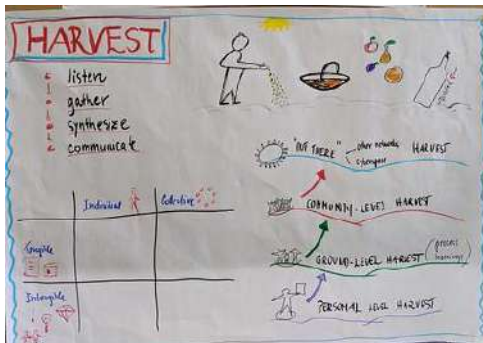 HARVEST
listen
gather
synthesize
communicate
"OUT THERE" other networks HARVEST
COMMUNITY-LEVEL HARVEST
GROUND-LEVEL HARVEST (process learnings)
PERSONAL LEVEL HARVEST
Individual Collective
Tangible
Intangible